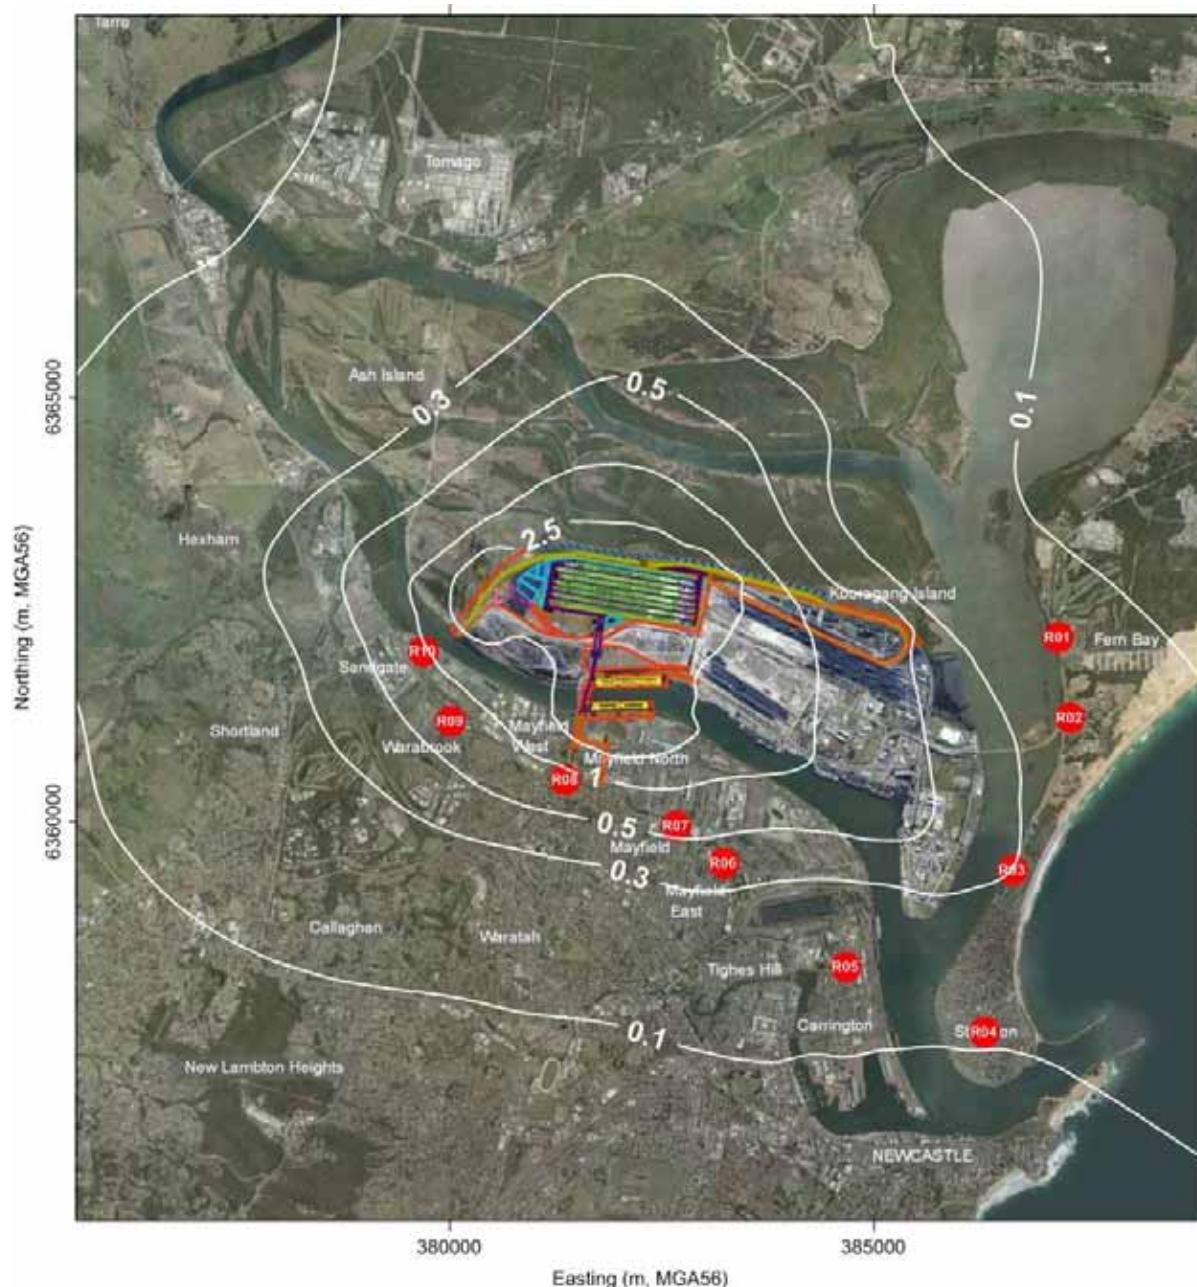 Tarro
Tomago
6365000
Ash Island
0.5
0.3
0.1
2.5
Northing (m, MGA56)
Hexham
Kooragang Island
R01
Fern Bay
R10
Sandgate
R02
Shortland
R09
Mayfield
West
Warabrook
Mayfield North
R08
1
6360000
0.5
R07
Mayfield
0.3
R06
R03
Mayfield
East
Callaghan
Waratah
Tighes Hill
R05
Carrington
0.1
R04
New Lambton Heights
NEWCASTLE
380000
385000
Easting (m, MGA56)